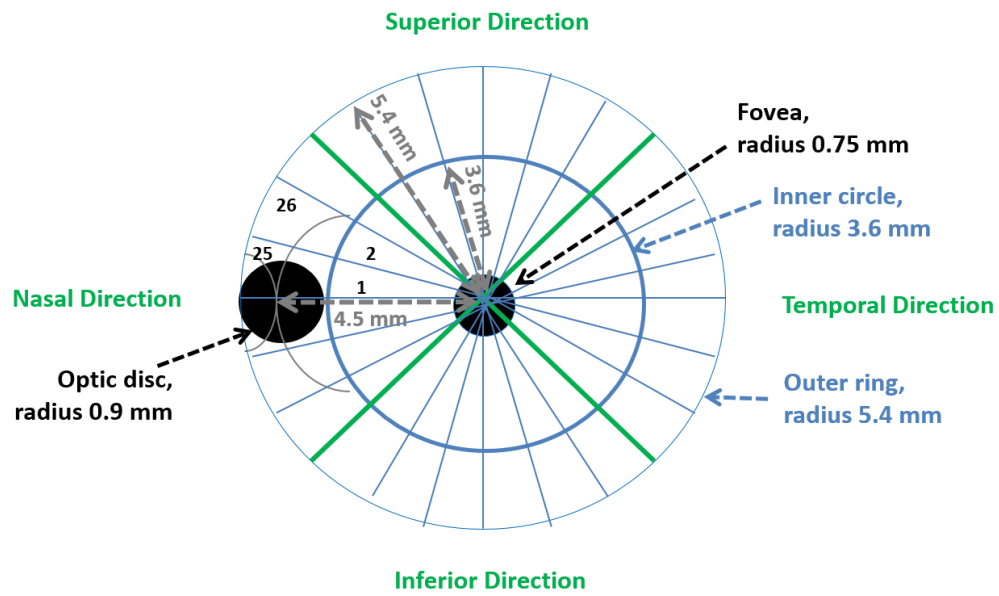 Superior Direction
5.4 mm
3.6 mm
Fovea,
radius 0.75 mm
Inner circle,
radius 3.6 mm
26
25
2
1
4.5 mm
Nasal Direction
Temporal Direction
Optic disc,
radius 0.9 mm
Outer ring,
radius 5.4 mm
Inferior Direction